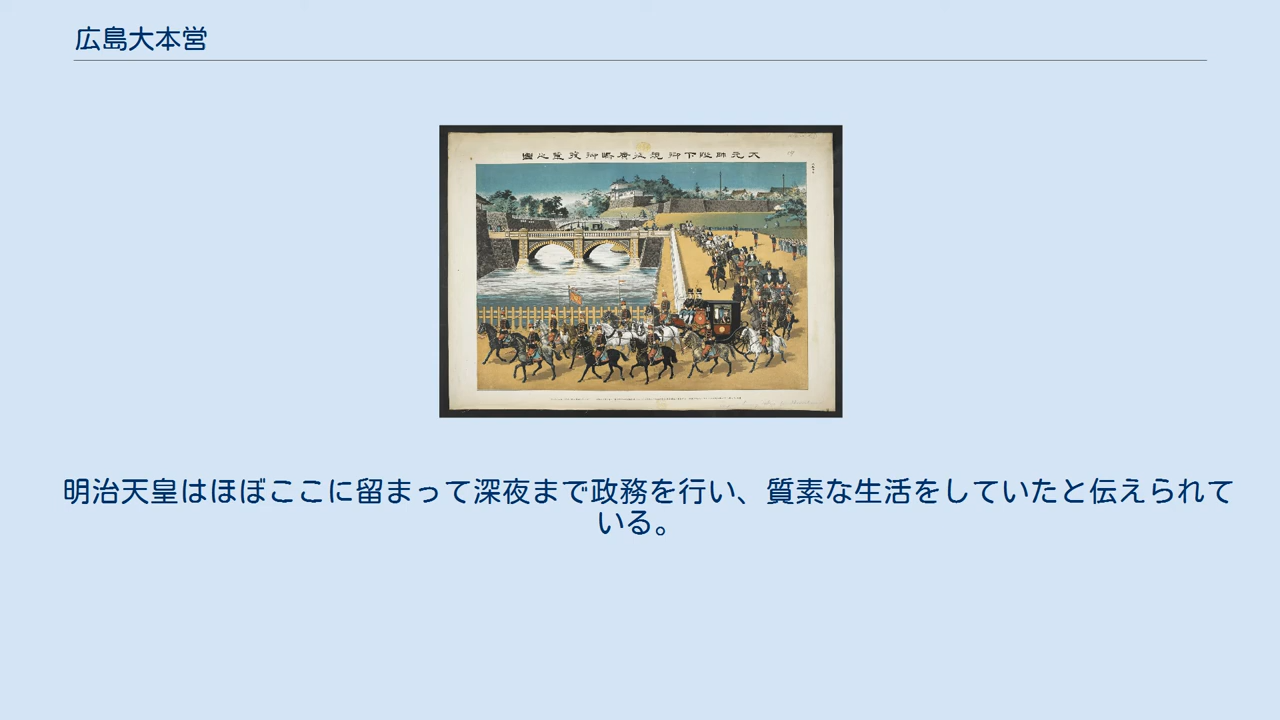 広島大本営
明治天皇はほぼここに留まって深夜まで政務を行い、質素な生活をしていたと伝えられて
いる。